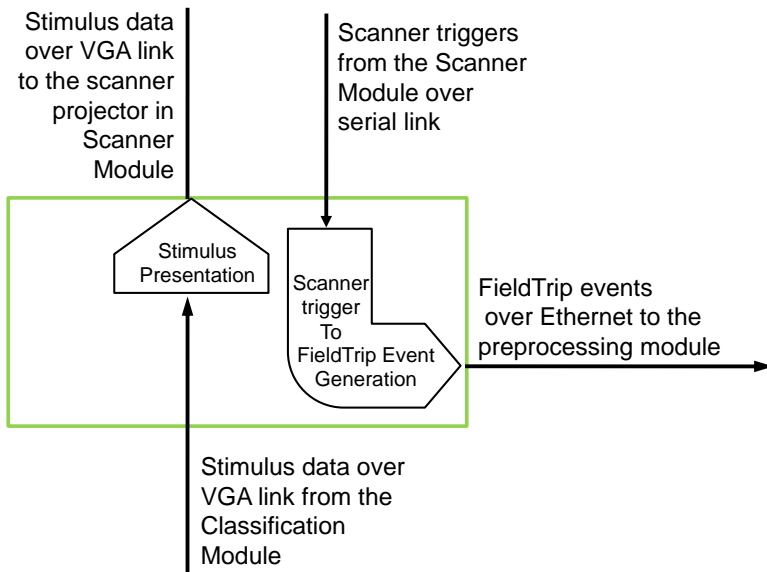 Stimulus data
over VGA link
to the scanner
projector in
Scanner
Module
Scanner triggers
from the Scanner
Module over
serial link
Stimulus
Presentation
Scanner
trigger
To
FieldTrip Event
Generation
FieldTrip events
over Ethernet to the
preprocessing module
Stimulus data over
VGA link from the
Classification
Module